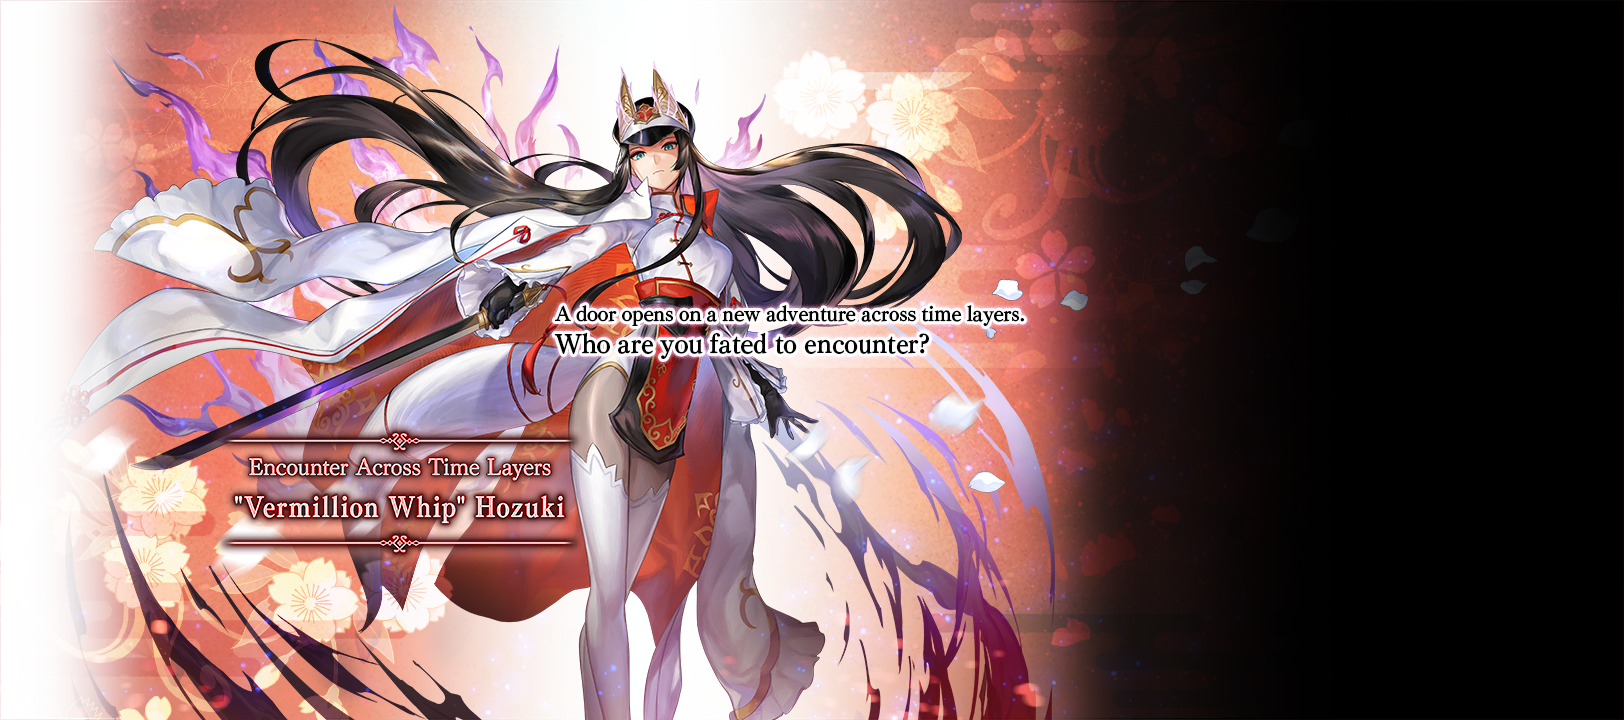 A door opens on a new adventure across time layers.
Who are you fated to encounter?
Encounter Across Time Layers
"Vermillion Whip" Hozuki